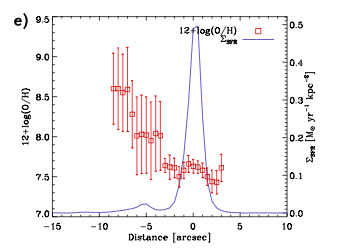 e)
12+log(O/H)
Σ_SFR
9.5
9.0
8.5
8.0
7.5
7.0
12+log(O/H)
0.5
0.4
0.3
0.2
0.1
0.0
Σ_SFR [M⊙ yr⁻¹ kpc⁻²]
−15 −10 −5 0 5 10
Distance [arcsec]